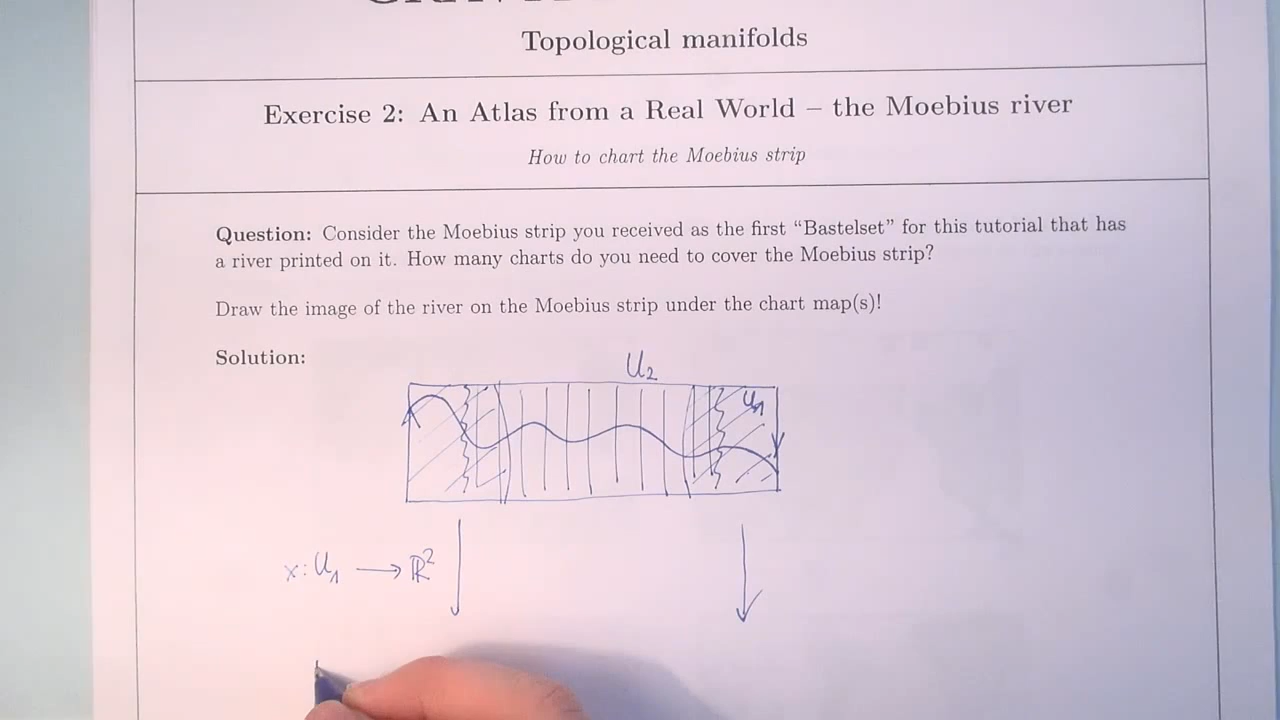 Topological manifolds
Exercise 2: An Atlas from a Real World – the Moebius river
How to chart the Moebius strip
Question: Consider the Moebius strip you received as the first “Bastelset” for this tutorial that has
a river printed on it. How many charts do you need to cover the Moebius strip?
Draw the image of the river on the Moebius strip under the chart map(s)!
Solution:
U₂
U₁
x: U₁ → ℝ²